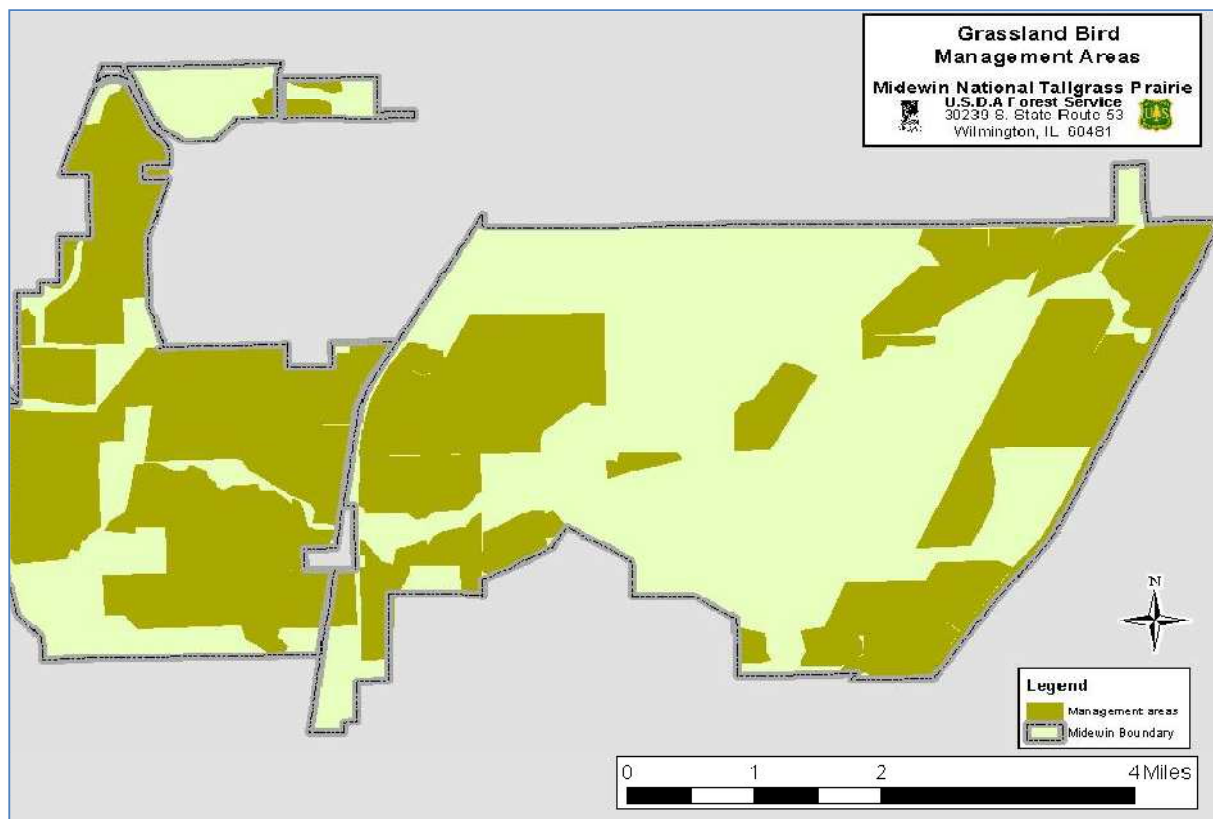 Grassland Bird
Management Areas
Midewin National Tallgrass Prairie
U.S.D.A Forest Service
30239 S. State Route 53
Wilmington, IL 60481
N
Legend
Management areas
Midewin Boundary
0 1 2 4 Miles